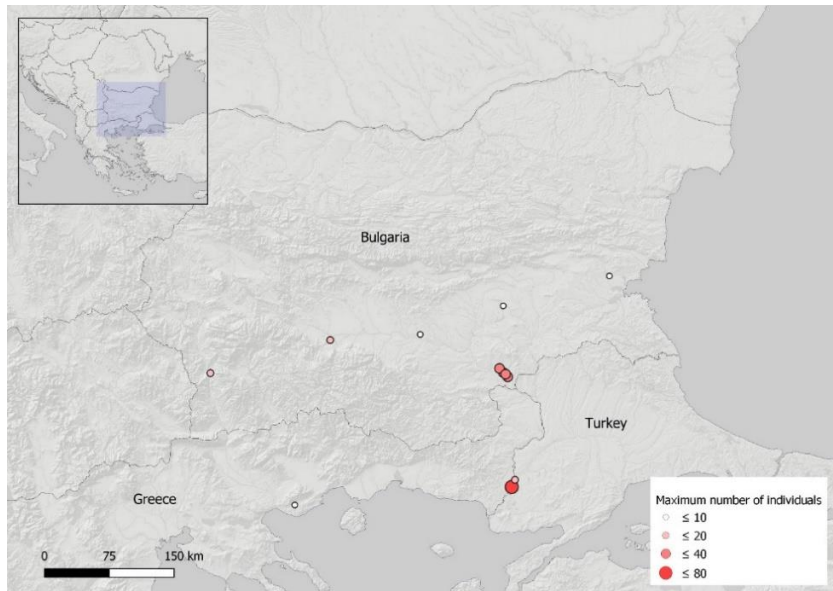 Bulgaria
Turkey
Greece
0 75 150 km
Maximum number of individuals
≤ 10
≤ 20
≤ 40
≤ 80